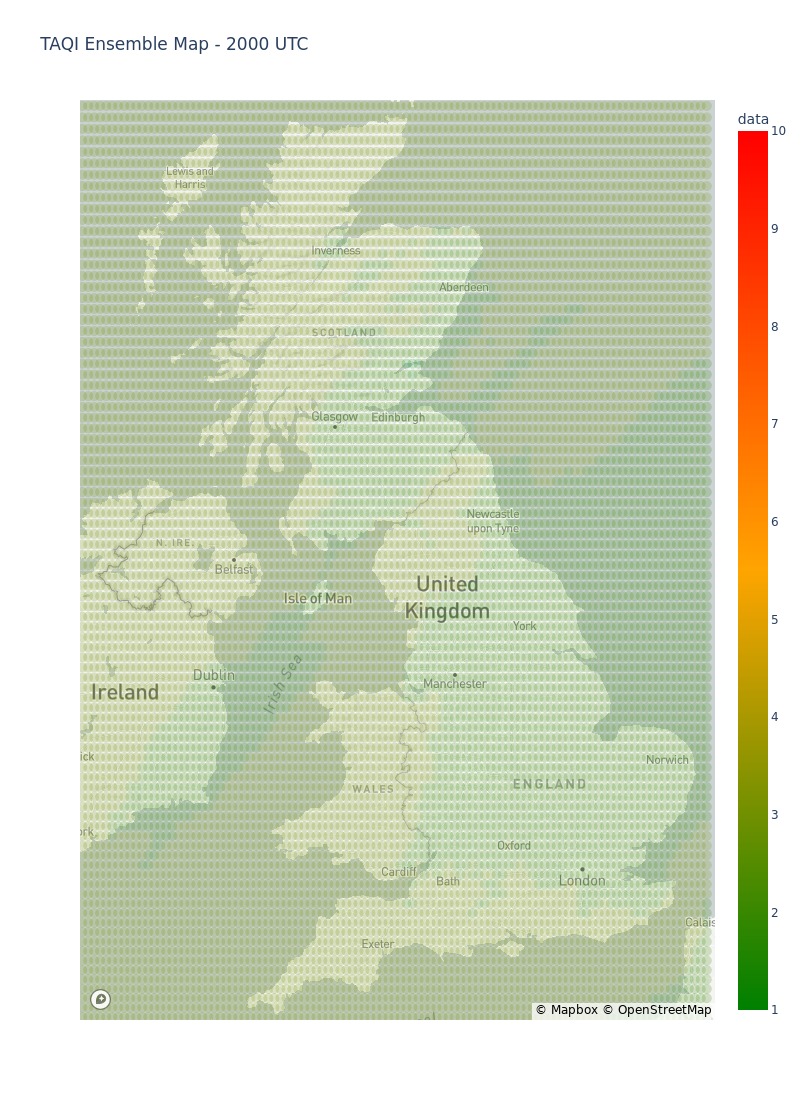 TAQI Ensemble Map - 2000 UTC
data
10
9
8
7
6
5
4
3
2
1
Lewis and
Harris
Inverness
Aberdeen
SCOTLAND
Glasgow
Edinburgh
Newcastle
upon Tyne
N. IRE.
Belfast
Isle of Man
United
Kingdom
York
Dublin
Irish Sea
Manchester
Ireland
ick
Norwich
ENGLAND
WALES
ork
Oxford
Cardiff
Bath
London
Calais
Exeter
© Mapbox © OpenStreetMap